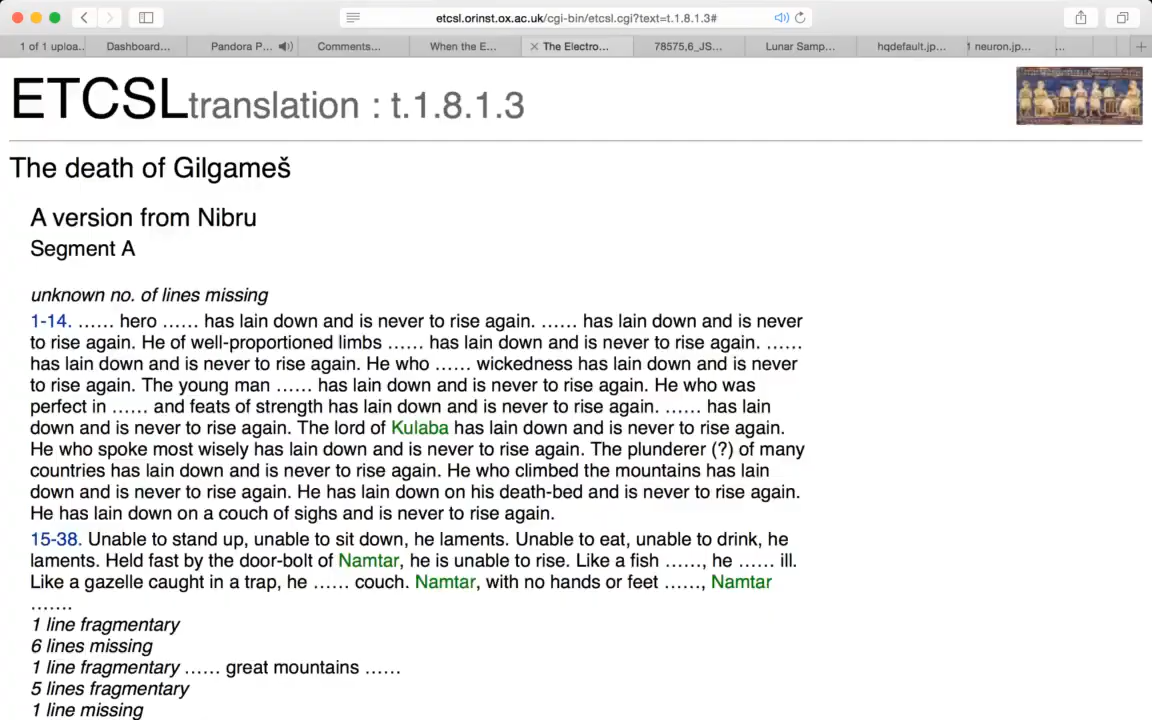 etcsl.orinst.ox.ac.uk/cgi-bin/etcsl.cgi?text=t.1.8.1.3#
1 of 1 uploa... Dashboard... Pandora P... Comments... When the E... The Electro... 78575,6_JS... Lunar Samp... hqdefault.jp... 1 neuron.jp... ...
ETCSLtranslation : t.1.8.1.3
The death of Gilgameš
A version from Nibru
Segment A
unknown no. of lines missing
1-14. …… hero …… has lain down and is never to rise again. …… has lain down and is never
to rise again. He of well-proportioned limbs …… has lain down and is never to rise again. ……
has lain down and is never to rise again. He who …… wickedness has lain down and is never
to rise again. The young man …… has lain down and is never to rise again. He who was
perfect in …… and feats of strength has lain down and is never to rise again. …… has lain
down and is never to rise again. The lord of Kulaba has lain down and is never to rise again.
He who spoke most wisely has lain down and is never to rise again. The plunderer (?) of many
countries has lain down and is never to rise again. He who climbed the mountains has lain
down and is never to rise again. He has lain down on his death-bed and is never to rise again.
He has lain down on a couch of sighs and is never to rise again.
15-38. Unable to stand up, unable to sit down, he laments. Unable to eat, unable to drink, he
laments. Held fast by the door-bolt of Namtar, he is unable to rise. Like a fish ……, he …… ill.
Like a gazelle caught in a trap, he …… couch. Namtar, with no hands or feet ……, Namtar
…….
1 line fragmentary
6 lines missing
1 line fragmentary …… great mountains ……
5 lines fragmentary
1 line missing